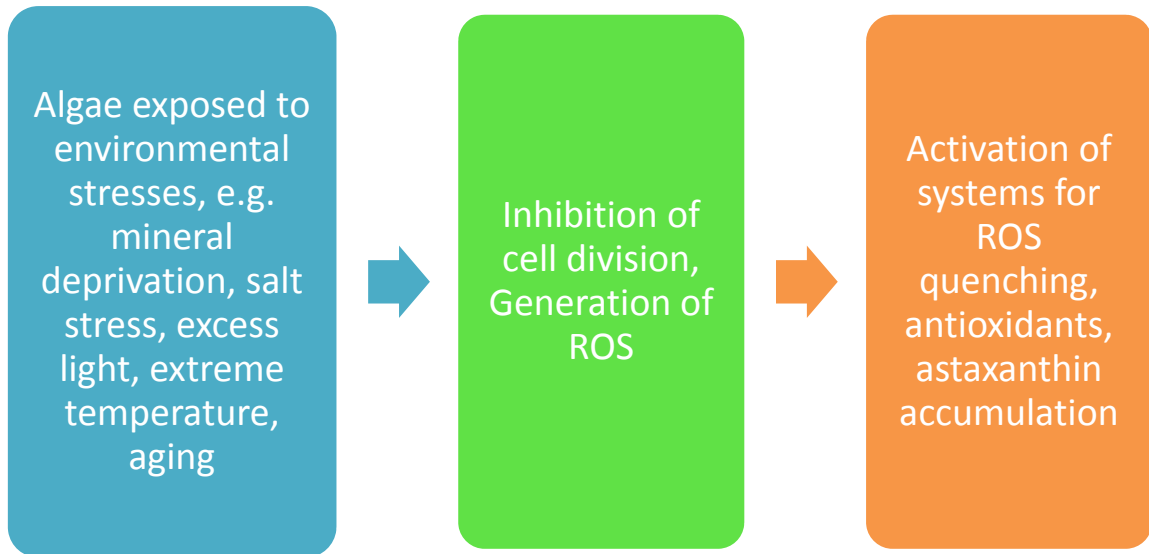 Algae exposed to
environmental
stresses, e.g.
mineral
deprivation, salt
stress, excess
light, extreme
temperature,
aging
Inhibition of
cell division,
Generation of
ROS
Activation of
systems for
ROS
quenching,
antioxidants,
astaxanthin
accumulation